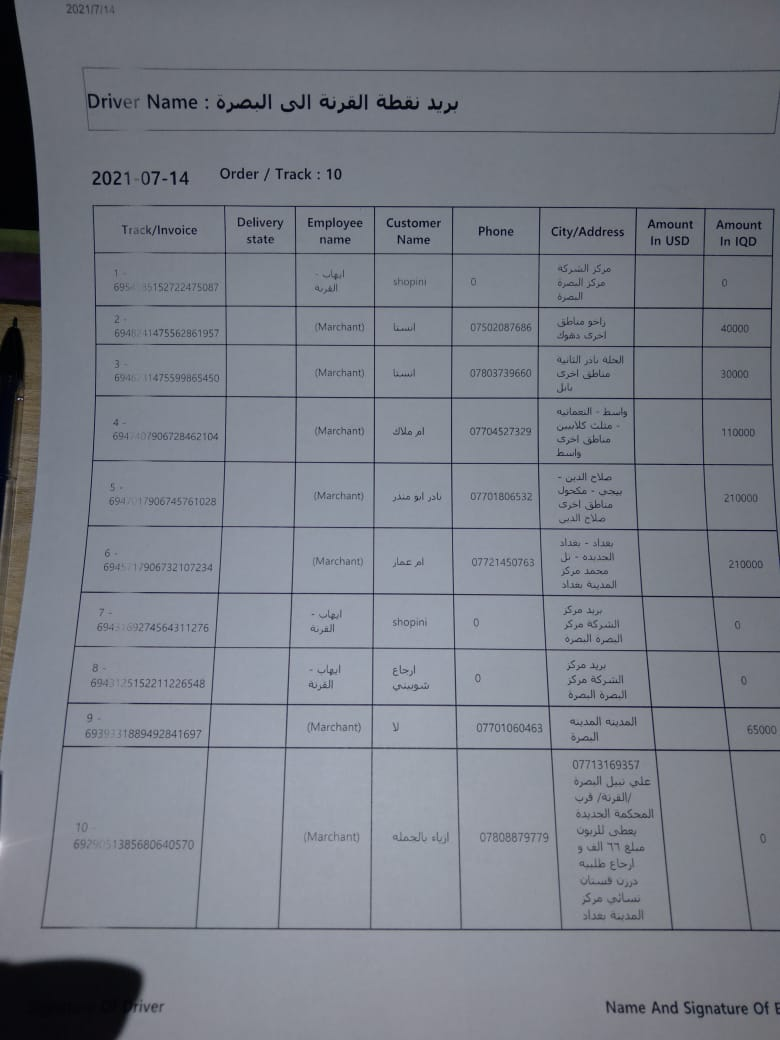 2021/7/14
Driver Name : بريد نقطة القرنة الى البصرة
2021-07-14 Order / Track : 10
Track/Invoice
Delivery
state
Employee
name
Customer
Name
Phone
City/Address
Amount
In USD
Amount
In IQD
1 -
ايهاب -
القرنة
shopini
0
مركز الشركة
مركز البصرة
البصرة
0
2 -
(Marchant)
انستا
07502087686
زاخو مناطق
اخرى دهوك
40000
3 -
(Marchant)
انستا
07803739660
الحلة نادر الثانية
مناطق اخرى
بابل
30000
4 -
(Marchant)
ام ملاك
07704527329
واسط - النعمانيه
- مثلث كلابيين
مناطق اخرى
واسط
110000
5 -
(Marchant)
نادر ابو منذر
07701806532
صلاح الدين -
بيجي - مكحول
مناطق اخرى
صلاح الدين
210000
6 -
(Marchant)
ام عمار
07721450763
بغداد - بغداد
الجديده - تل
محمد مركز
المدينة بغداد
210000
7 -
ايهاب -
القرنة
shopini
0
بريد مركز
الشركة مركز
البصرة البصرة
0
8 -
6943125152211226548
ايهاب -
القرنة
ارجاع
شوبيني
0
بريد مركز
الشركة مركز
البصرة البصرة
0
9 -
6939331889492841697
(Marchant)
لا
07701060463
المدينه المدينه
البصرة
65000
10 -
6929051385680640570
(Marchant)
ازياء بالجمله
07808879779
07713169357
علي نبيل البصرة
/القرنة/ قرب
المحكمة الجديدة
يعطى للزبون
مبلغ ٦٦ الف و
ارجاع طلبيه
درزن فستان
نسائي مركز
المدينة بغداد
0
Driver
Name And Signature Of